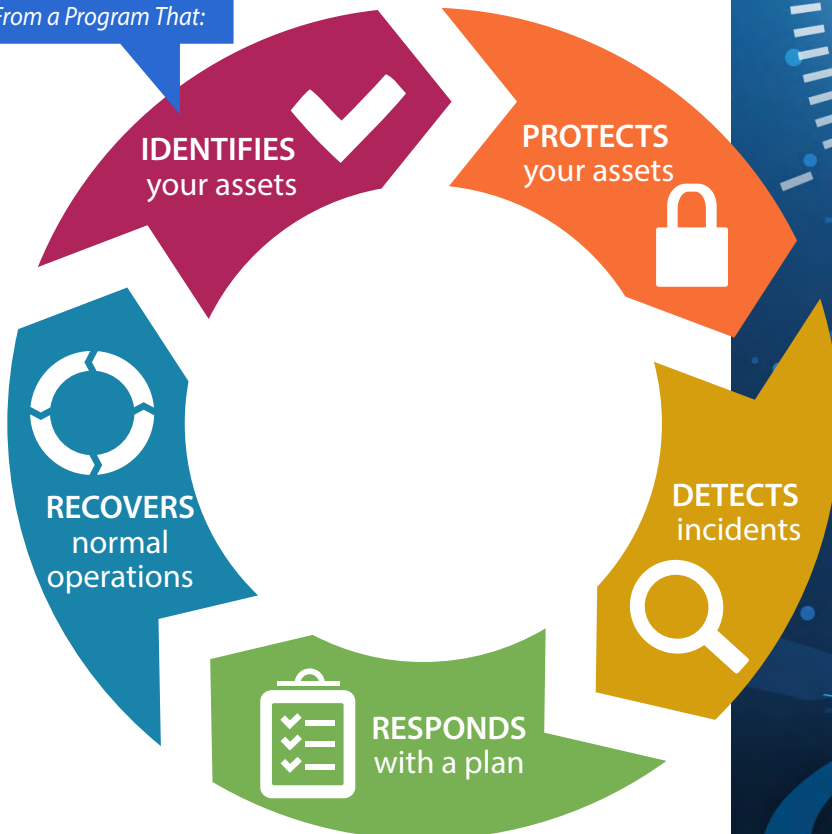 From a Program That:
IDENTIFIES
your assets
PROTECTS
your assets
DETECTS
incidents
RESPONDS
with a plan
RECOVERS
normal
operations